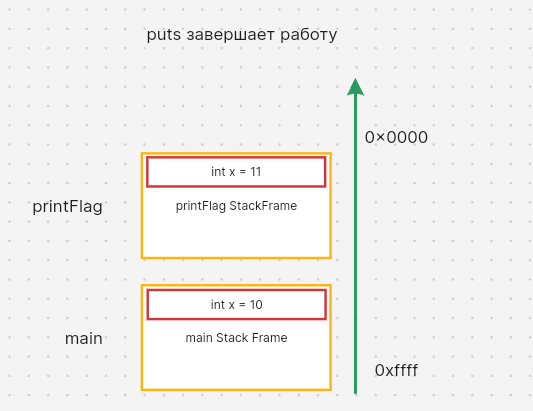 puts завершает работу
0×0000
int x = 11
printFlag
printFlag StackFrame
int x = 10
main
main Stack Frame
0xffff